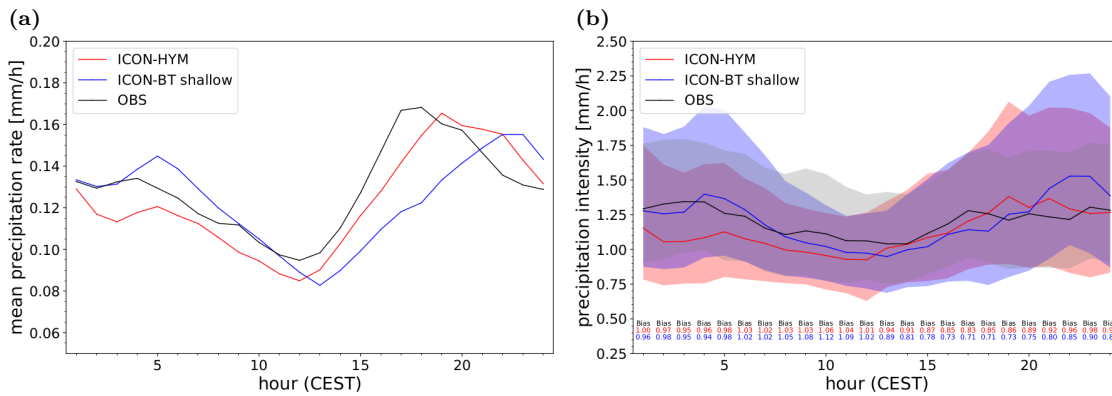 (a)
0.20
0.18
0.16
0.14
0.12
0.10
0.08
0.06
mean precipitation rate [mm/h]
ICON-HYM
ICON-BT shallow
OBS
5
10
15
20
hour (CEST)
(b)
2.50
2.25
2.00
1.75
1.50
1.25
1.00
0.75
0.50
0.25
precipitation intensity [mm/h]
ICON-HYM
ICON-BT shallow
OBS
Bias Bias Bias Bias Bias Bias Bias Bias Bias Bias Bias Bias Bias Bias Bias Bias Bias Bias Bias Bias Bias Bias Bias Bias
1.00 0.97 0.95 0.96 0.98 1.03 1.02 1.03 1.03 1.06 1.04 1.01 0.94 0.91 0.87 0.85 0.83 0.85 0.86 0.89 0.92 0.96 0.98
0.96 0.98 0.95 0.94 0.98 1.02 1.02 1.05 1.08 1.12 1.09 1.02 0.89 0.81 0.78 0.73 0.71 0.71 0.73 0.75 0.80 0.85 0.90
5
10
15
20
hour (CEST)